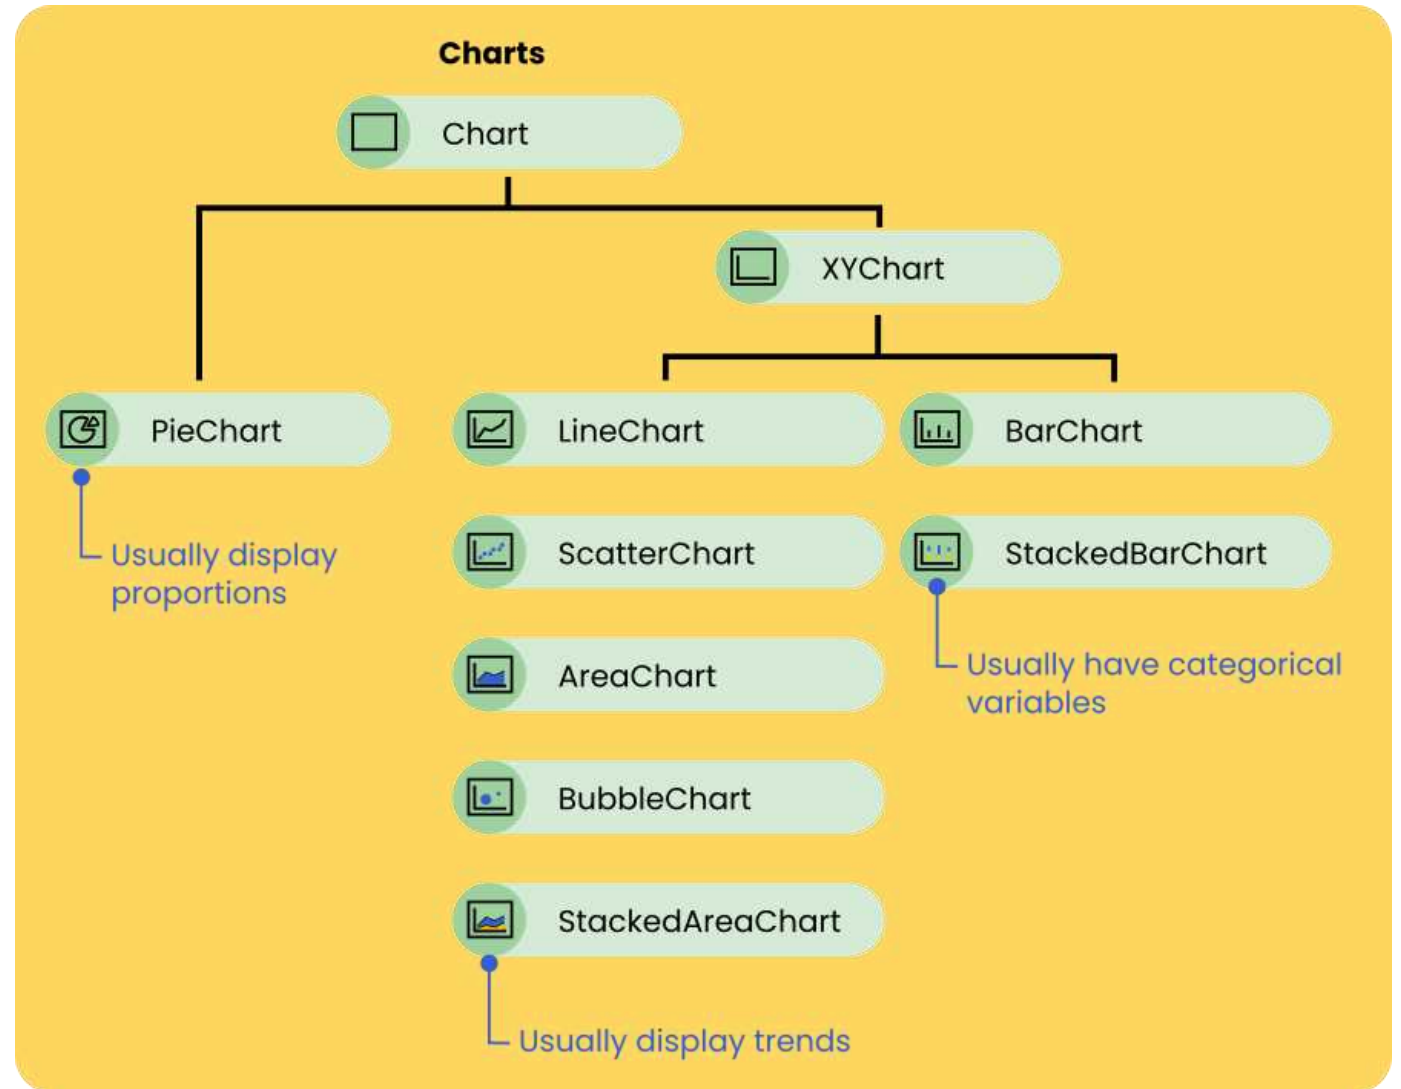 Charts
Chart
XYChart
PieChart
LineChart
BarChart
Usually display
proportions
ScatterChart
StackedBarChart
AreaChart
Usually have categorical
variables
BubbleChart
StackedAreaChart
Usually display trends